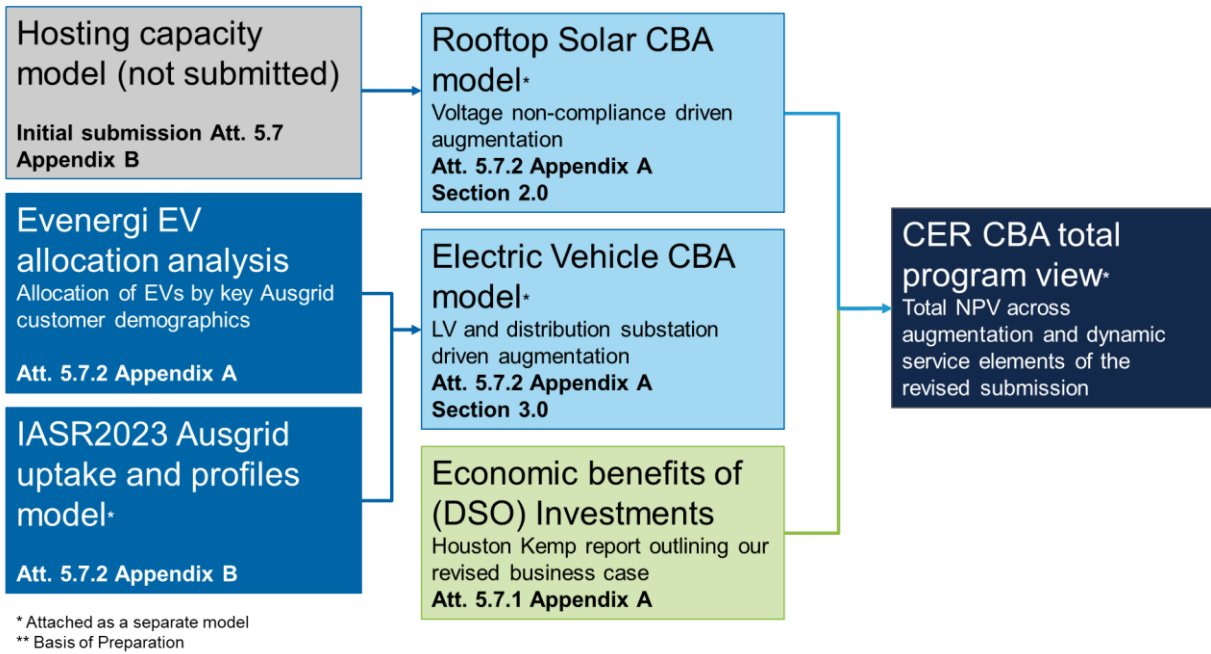 Hosting capacity
model (not submitted)
Initial submission Att. 5.7
Appendix B
Evenergi EV
allocation analysis
Allocation of EVs by key Ausgrid
customer demographics
Att. 5.7.2 Appendix A
IASR2023 Ausgrid
uptake and profiles
model*
Att. 5.7.2 Appendix B
Rooftop Solar CBA
model*
Voltage non-compliance driven
augmentation
Att. 5.7.2 Appendix A
Section 2.0
Electric Vehicle CBA
model*
LV and distribution substation
driven augmentation
Att. 5.7.2 Appendix A
Section 3.0
Economic benefits of
(DSO) Investments
Houston Kemp report outlining our
revised business case
Att. 5.7.1 Appendix A
CER CBA total
program view*
Total NPV across
augmentation and dynamic
service elements of the
revised submission
* Attached as a separate model
** Basis of Preparation